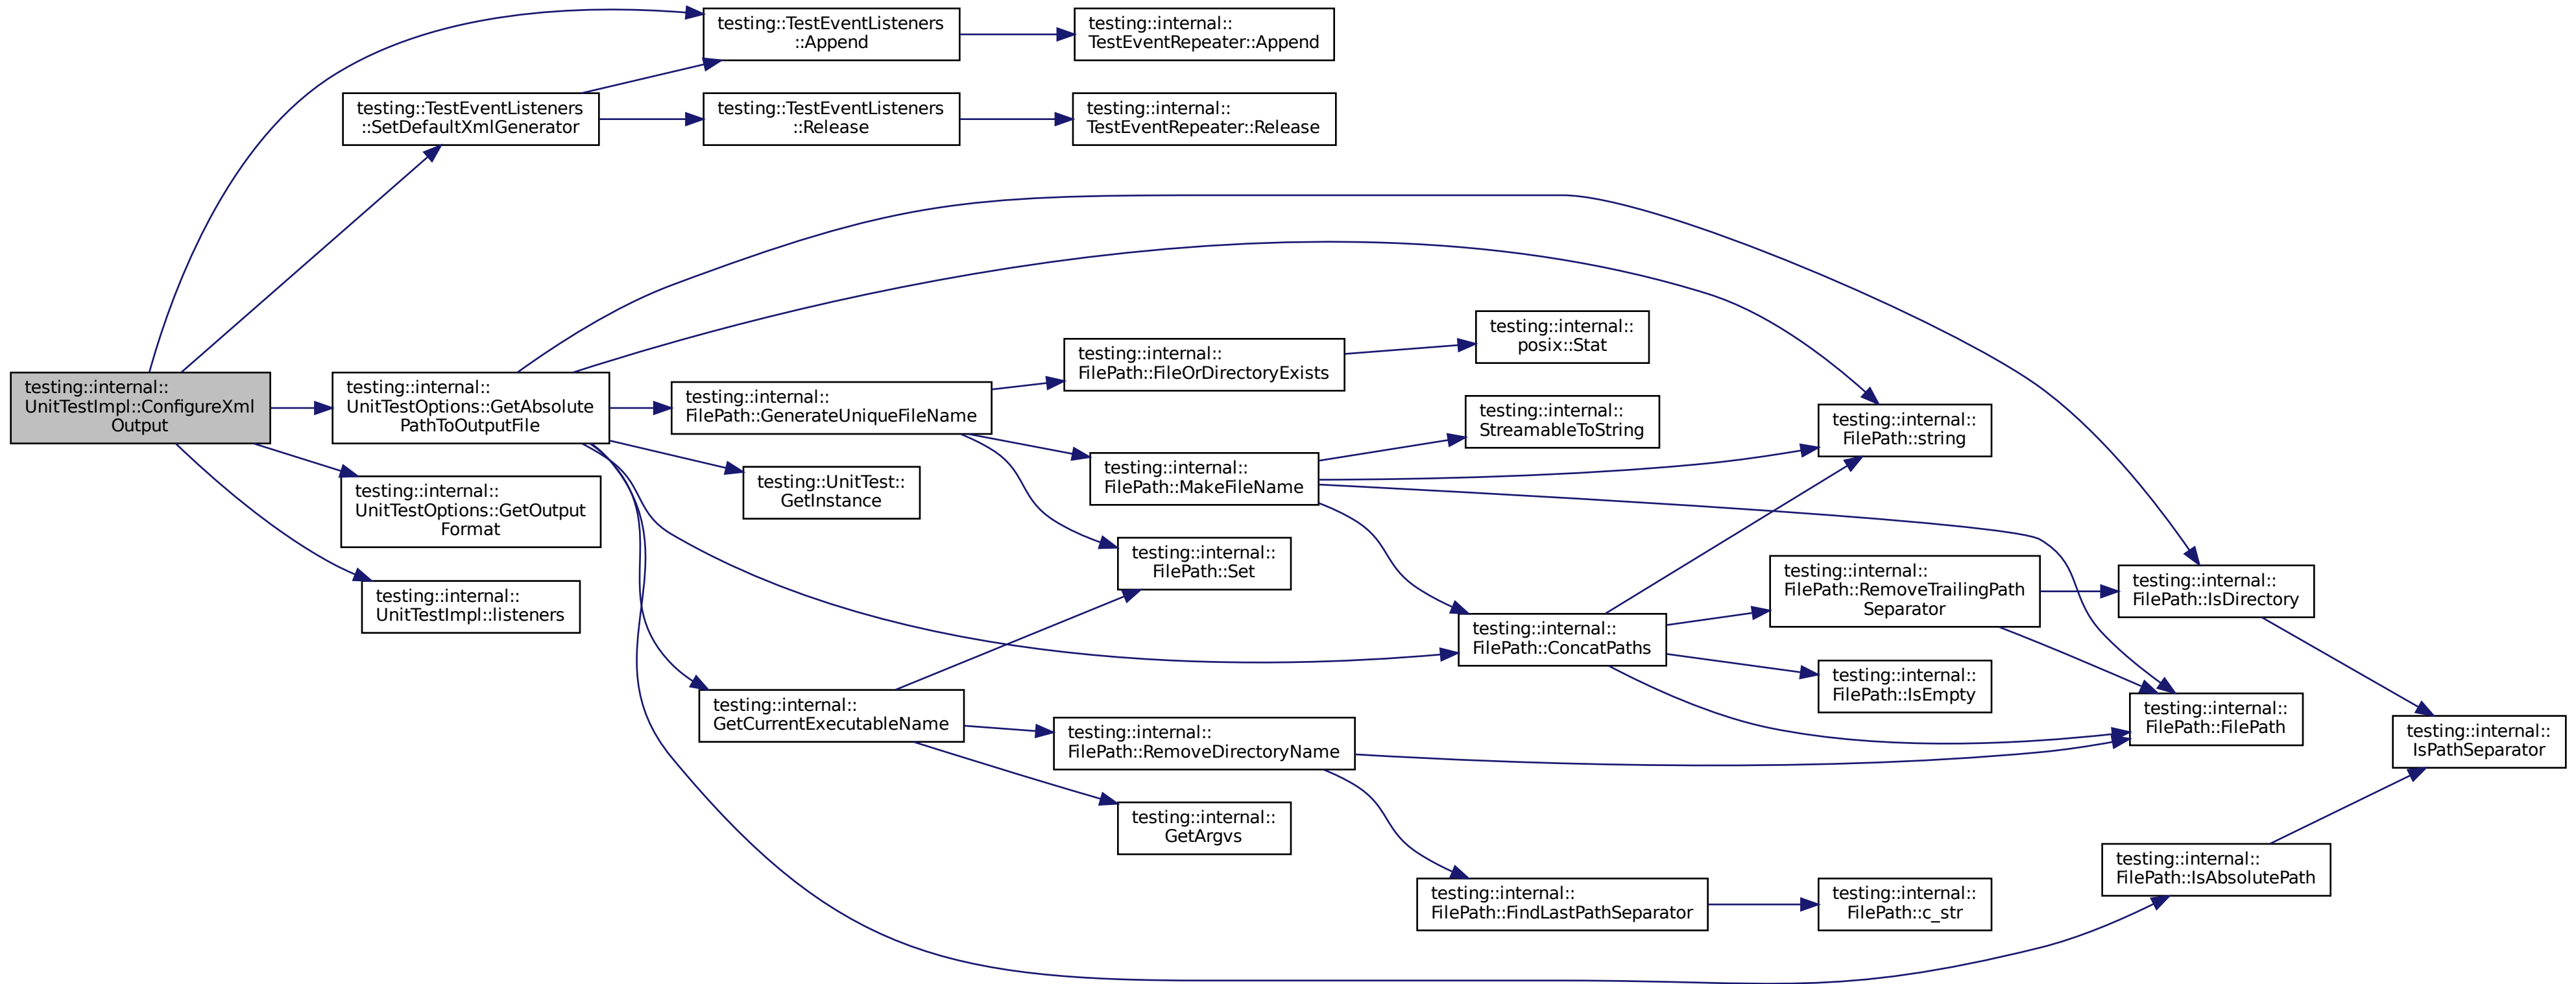 testing::TestEventListeners
::Append
testing::internal::
TestEventRepeater::Append
testing::TestEventListeners
::SetDefaultXmlGenerator
testing::TestEventListeners
::Release
testing::internal::
TestEventRepeater::Release
testing::internal::
UnitTestImpl::ConfigureXml
Output
testing::internal::
UnitTestOptions::GetAbsolute
PathToOutputFile
testing::internal::
FilePath::GenerateUniqueFileName
testing::internal::
FilePath::FileOrDirectoryExists
testing::internal::
posix::Stat
testing::internal::
StreamableToString
testing::internal::
FilePath::string
testing::internal::
UnitTestOptions::GetOutput
Format
testing::UnitTest::
GetInstance
testing::internal::
FilePath::MakeFileName
testing::internal::
FilePath::Set
testing::internal::
UnitTestImpl::listeners
testing::internal::
FilePath::ConcatPaths
testing::internal::
FilePath::RemoveTrailingPath
Separator
testing::internal::
FilePath::IsDirectory
testing::internal::
FilePath::IsEmpty
testing::internal::
FilePath::FilePath
testing::internal::
IsPathSeparator
testing::internal::
GetCurrentExecutableName
testing::internal::
FilePath::RemoveDirectoryName
testing::internal::
GetArgvs
testing::internal::
FilePath::FindLastPathSeparator
testing::internal::
FilePath::c_str
testing::internal::
FilePath::IsAbsolutePath